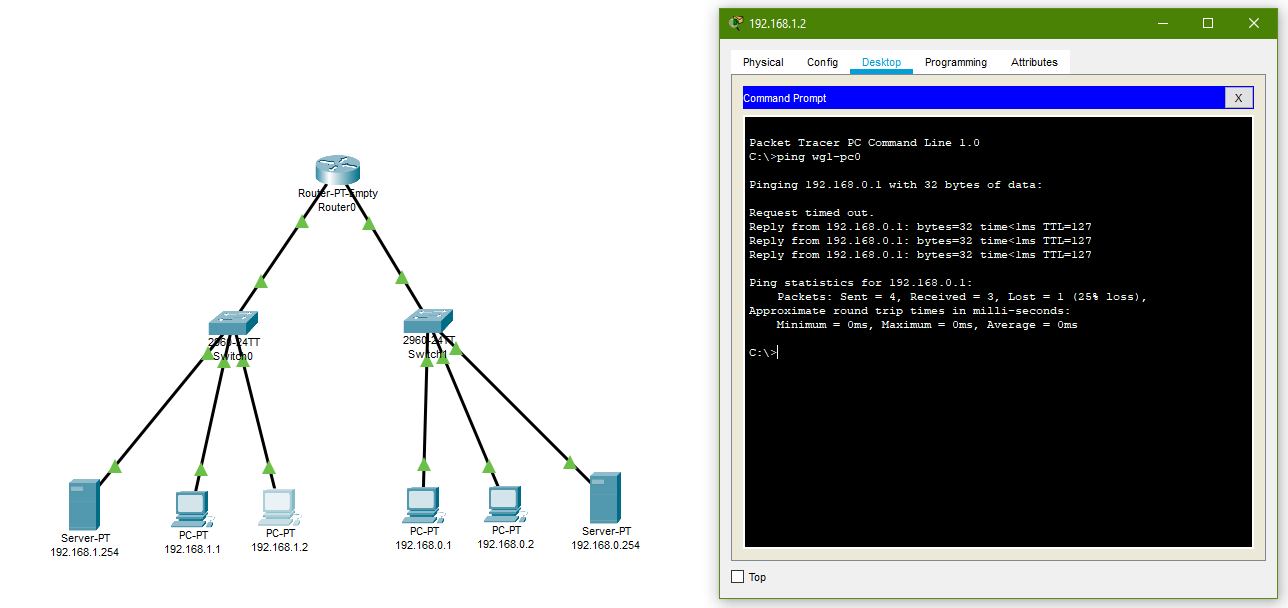 Router-PT-Empty
Router0
2960-24TT
Switch0
2960-24TT
Switch1
Server-PT
192.168.1.254
PC-PT
192.168.1.1
PC-PT
192.168.1.2
PC-PT
192.168.0.1
PC-PT
192.168.0.2
Server-PT
192.168.0.254
192.168.1.2
Physical Config Desktop Programming Attributes
Command Prompt X
Packet Tracer PC Command Line 1.0
C:\>ping wg1-pc0
Pinging 192.168.0.1 with 32 bytes of data:
Request timed out.
Reply from 192.168.0.1: bytes=32 time<1ms TTL=127
Reply from 192.168.0.1: bytes=32 time<1ms TTL=127
Reply from 192.168.0.1: bytes=32 time<1ms TTL=127
Ping statistics for 192.168.0.1:
Packets: Sent = 4, Received = 3, Lost = 1 (25% loss),
Approximate round trip times in milli-seconds:
Minimum = 0ms, Maximum = 0ms, Average = 0ms
C:\>
Top